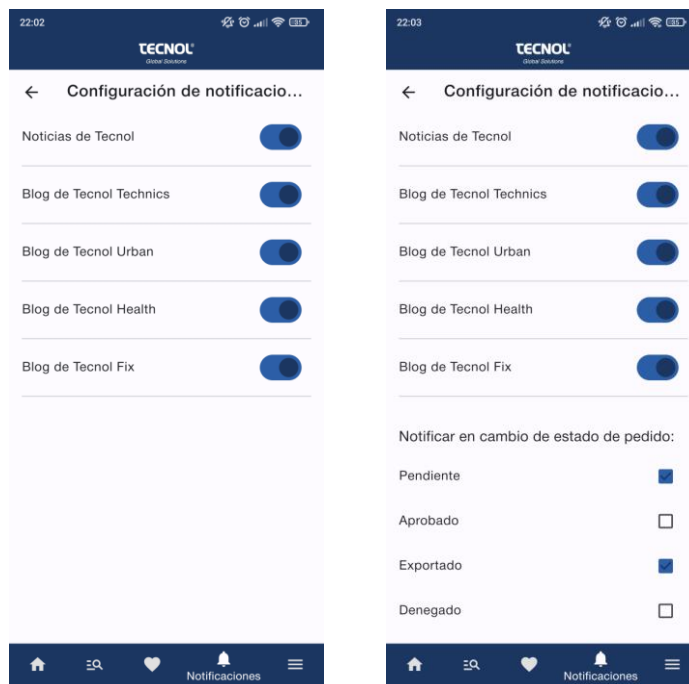 22:02
35
TECNOL
Global Solutions
Configuración de notificacio...
Noticias de Tecnol
Blog de Tecnol Technics
Blog de Tecnol Urban
Blog de Tecnol Health
Blog de Tecnol Fix
Notificaciones
22:03
35
TECNOL
Global Solutions
Configuración de notificacio...
Noticias de Tecnol
Blog de Tecnol Technics
Blog de Tecnol Urban
Blog de Tecnol Health
Blog de Tecnol Fix
Notificar en cambio de estado de pedido:
Pendiente
Aprobado
Exportado
Denegado
Notificaciones